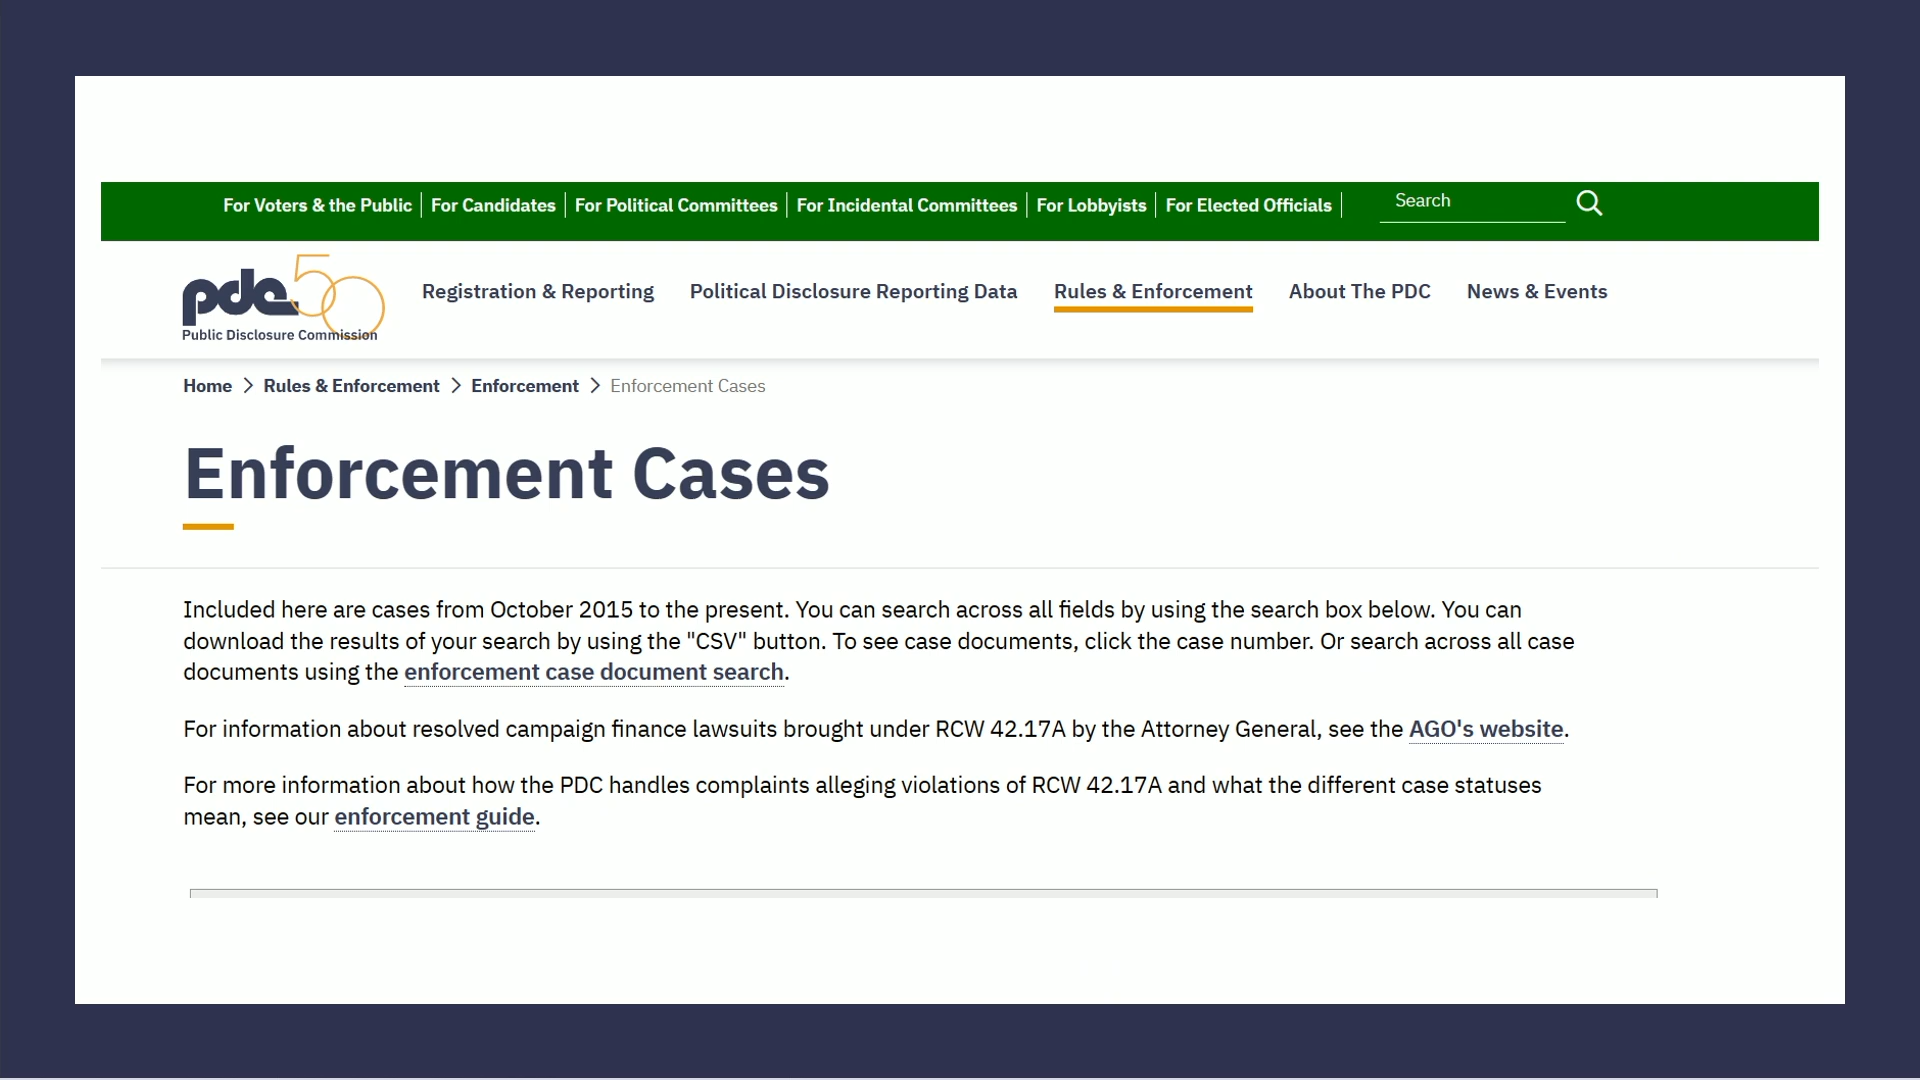 For Voters & the Public For Candidates For Political Committees For Incidental Committees For Lobbyists For Elected Officials Search
pdc 50
Public Disclosure Commission
Registration & Reporting Political Disclosure Reporting Data Rules & Enforcement About The PDC News & Events
Home > Rules & Enforcement > Enforcement > Enforcement Cases
Enforcement Cases
Included here are cases from October 2015 to the present. You can search across all fields by using the search box below. You can
download the results of your search by using the "CSV" button. To see case documents, click the case number. Or search across all case
documents using the enforcement case document search.
For information about resolved campaign finance lawsuits brought under RCW 42.17A by the Attorney General, see the AGO's website.
For more information about how the PDC handles complaints alleging violations of RCW 42.17A and what the different case statuses
mean, see our enforcement guide.